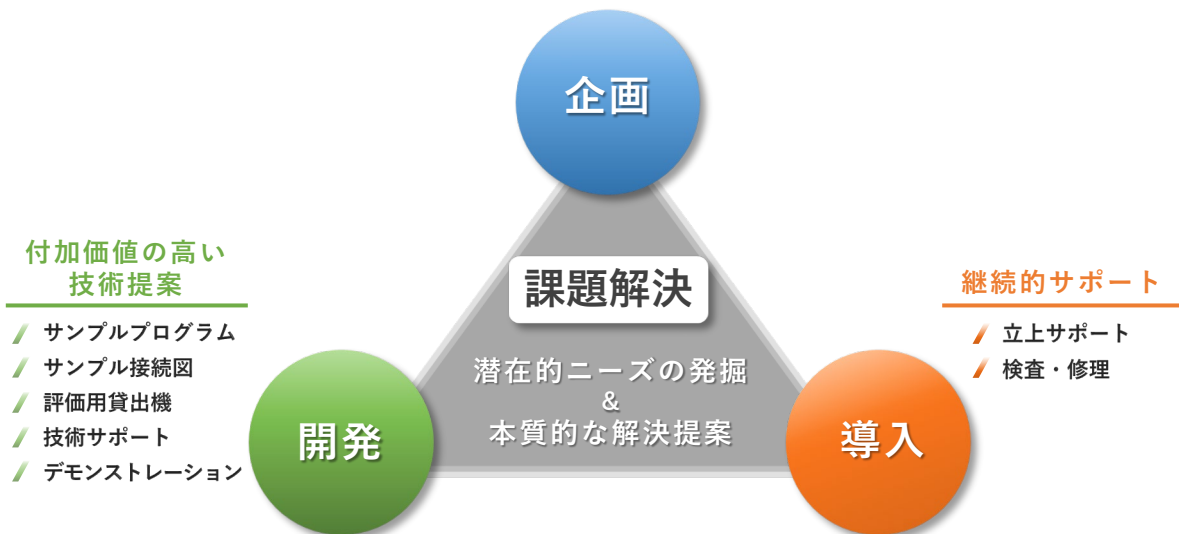 企画
付加価値の高い
技術提案
サンプルプログラム
サンプル接続図
評価用貸出機
技術サポート
デモンストレーション
開発
課題解決
潜在的ニーズの発掘
&
本質的な解決提案
継続的サポート
立上サポート
検査・修理
導入